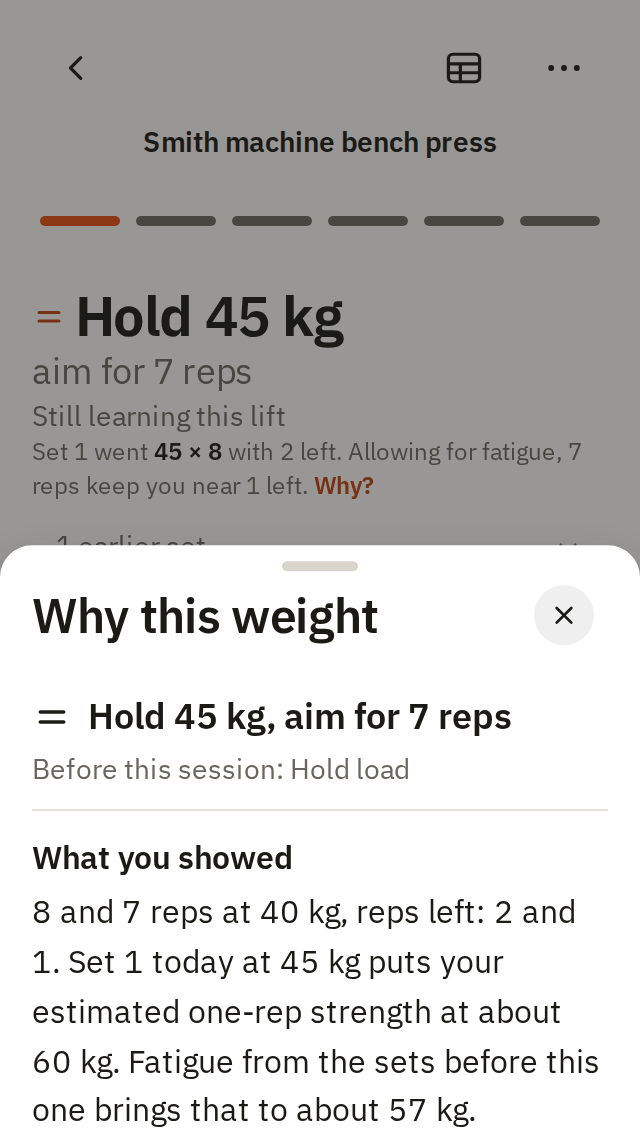 Smith machine bench press
= Hold 45 kg
aim for 7 reps
Still learning this lift
Set 1 went 45 × 8 with 2 left. Allowing for fatigue, 7
reps keep you near 1 left. Why?
1 earlier set
Why this weight
= Hold 45 kg, aim for 7 reps
Before this session: Hold load
What you showed
8 and 7 reps at 40 kg, reps left: 2 and
1. Set 1 today at 45 kg puts your
estimated one-rep strength at about
60 kg. Fatigue from the sets before this
one brings that to about 57 kg.